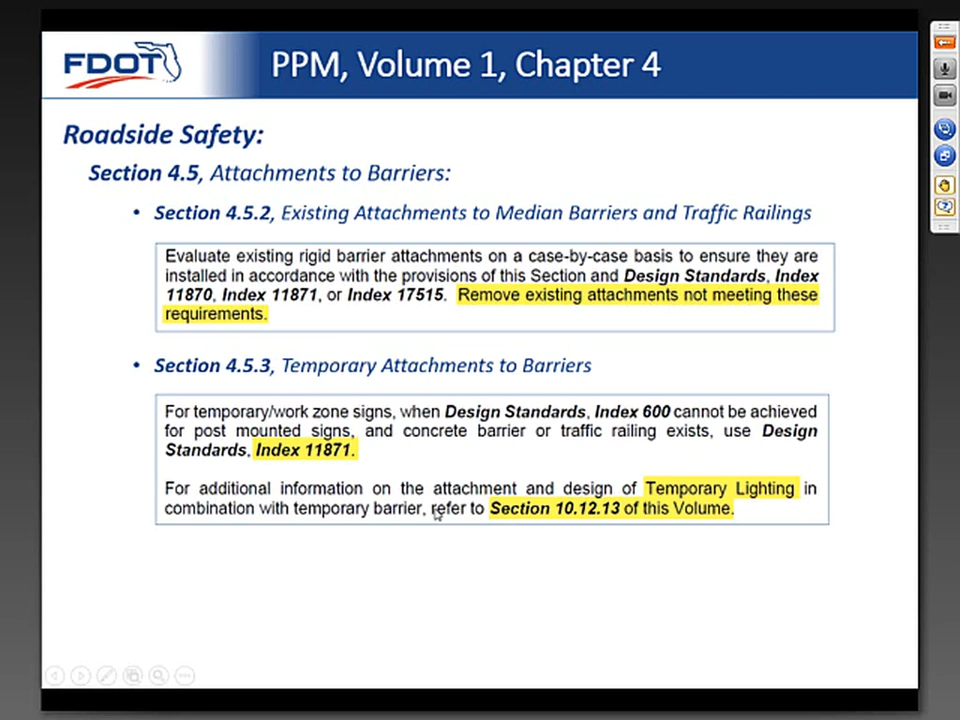 FDOT
PPM, Volume 1, Chapter 4
Roadside Safety:
Section 4.5, Attachments to Barriers:
• Section 4.5.2, Existing Attachments to Median Barriers and Traffic Railings
Evaluate existing rigid barrier attachments on a case-by-case basis to ensure they are
installed in accordance with the provisions of this Section and Design Standards, Index
11870, Index 11871, or Index 17515. Remove existing attachments not meeting these
requirements.
• Section 4.5.3, Temporary Attachments to Barriers
For temporary/work zone signs, when Design Standards, Index 600 cannot be achieved
for post mounted signs, and concrete barrier or traffic railing exists, use Design
Standards, Index 11871.
For additional information on the attachment and design of Temporary Lighting in
combination with temporary barrier, refer to Section 10.12.13 of this Volume.